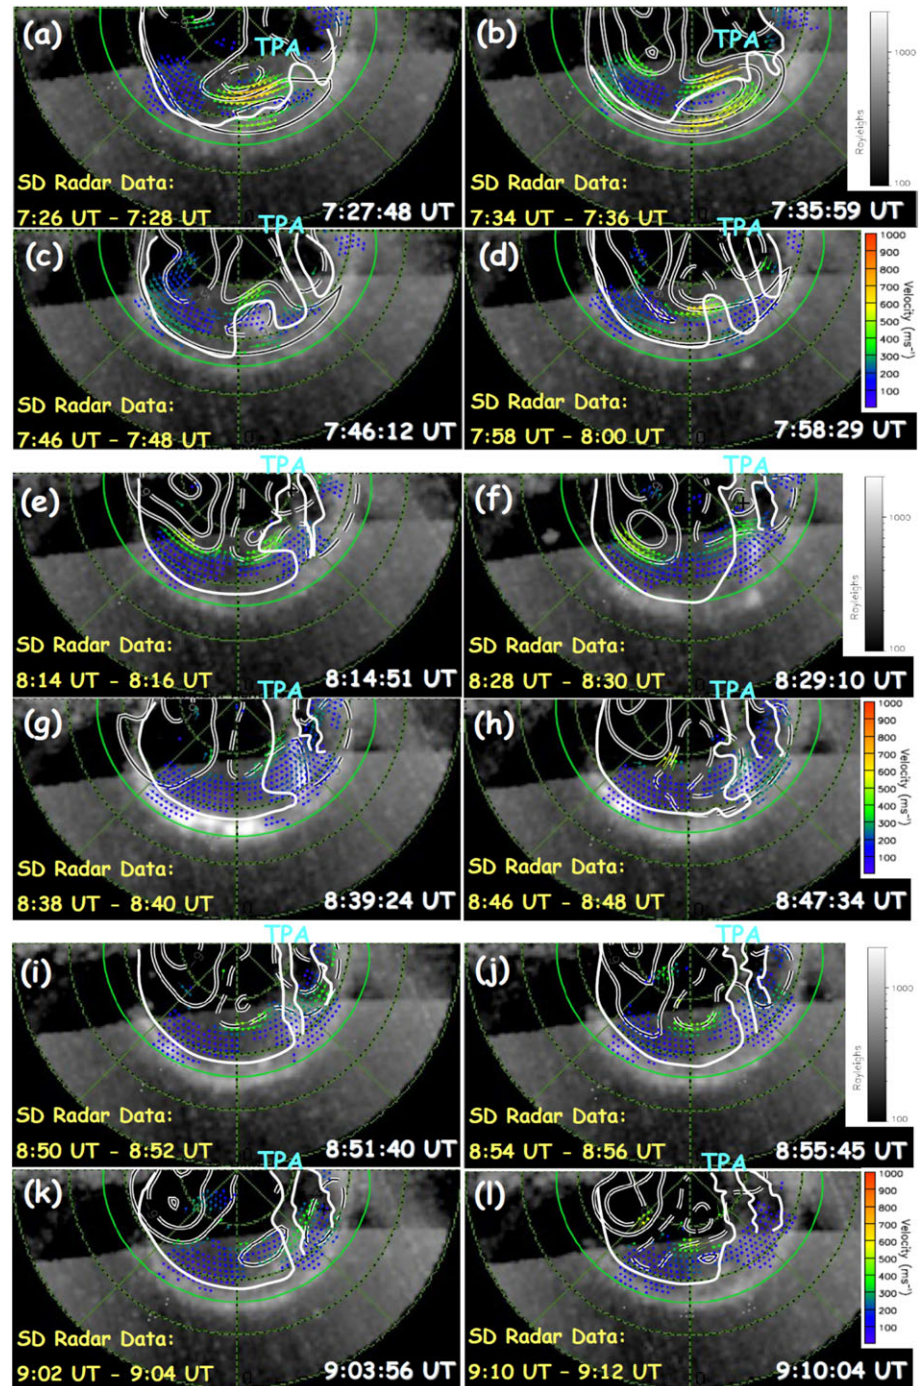 (a)
TPA
SD Radar Data:
7:26 UT - 7:28 UT
7:27:48 UT
(b)
TPA
SD Radar Data:
7:34 UT - 7:36 UT
7:35:59 UT
1000
Rayleighs
100
(c)
TPA
SD Radar Data:
7:46 UT - 7:48 UT
7:46:12 UT
(d)
TPA
SD Radar Data:
7:58 UT - 8:00 UT
7:58:29 UT
1000
900
800
700
600
500
400
300
200
100
Velocity (ms⁻¹)
(e)
TPA
SD Radar Data:
8:14 UT - 8:16 UT
8:14:51 UT
(f)
TPA
SD Radar Data:
8:28 UT - 8:30 UT
8:29:10 UT
1000
Rayleighs
100
(g)
TPA
SD Radar Data:
8:38 UT - 8:40 UT
8:39:24 UT
(h)
TPA
SD Radar Data:
8:46 UT - 8:48 UT
8:47:34 UT
1000
900
800
700
600
500
400
300
200
100
Velocity (ms⁻¹)
(i)
TPA
SD Radar Data:
8:50 UT - 8:52 UT
8:51:40 UT
(j)
TPA
SD Radar Data:
8:54 UT - 8:56 UT
8:55:45 UT
1000
Rayleighs
100
(k)
TPA
SD Radar Data:
9:02 UT - 9:04 UT
9:03:56 UT
(l)
TPA
SD Radar Data:
9:10 UT - 9:12 UT
9:10:04 UT
1000
900
800
700
600
500
400
300
200
100
Velocity (ms⁻¹)